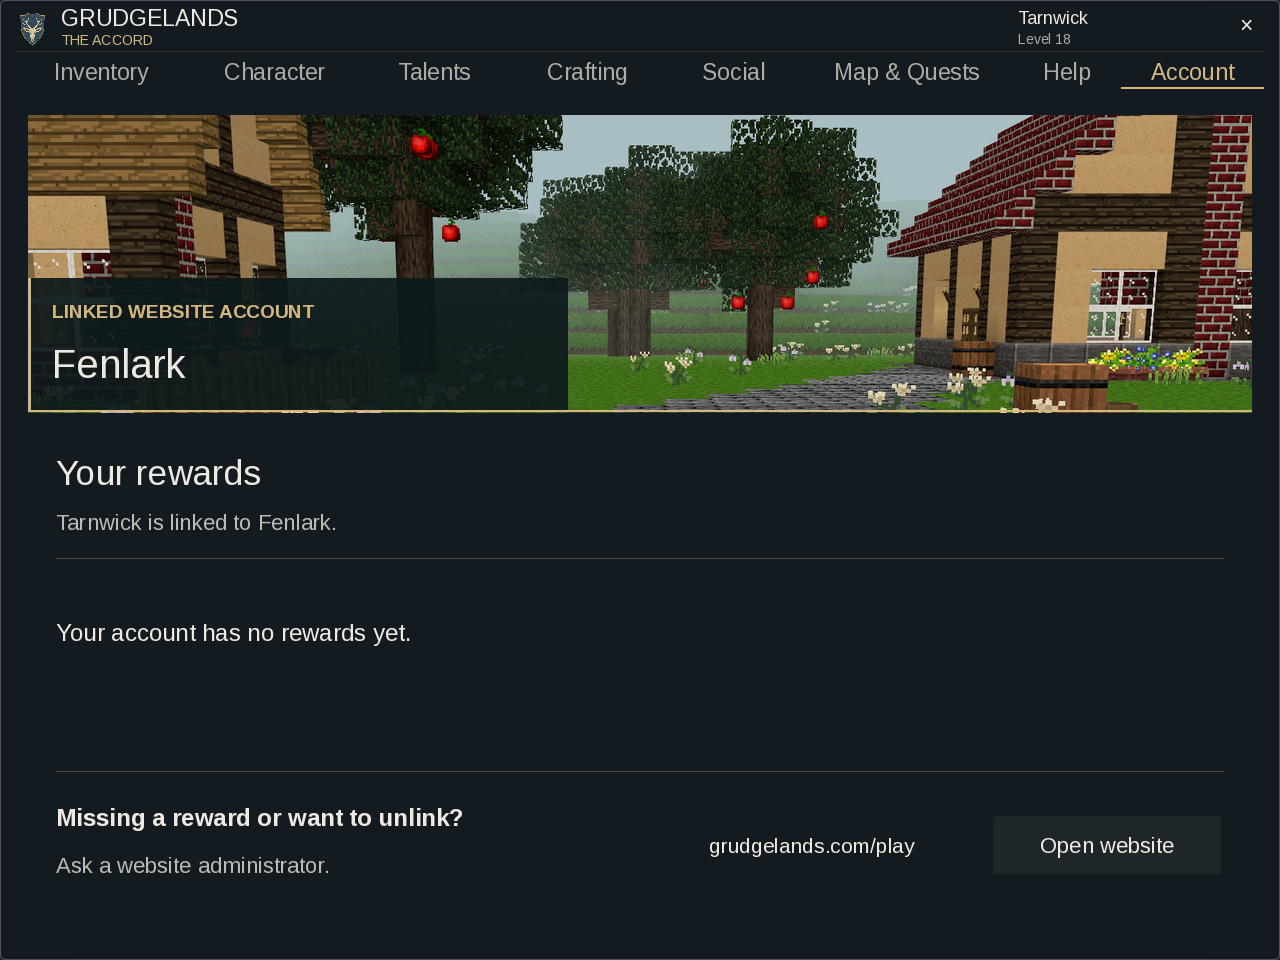 GRUDGELANDS
THE ACCORD
Tarnwick
Level 18
×
Inventory
Character
Talents
Crafting
Social
Map & Quests
Help
Account
LINKED WEBSITE ACCOUNT
Fenlark
Your rewards
Tarnwick is linked to Fenlark.
Your account has no rewards yet.
Missing a reward or want to unlink?
Ask a website administrator.
grudgelands.com/play
Open website